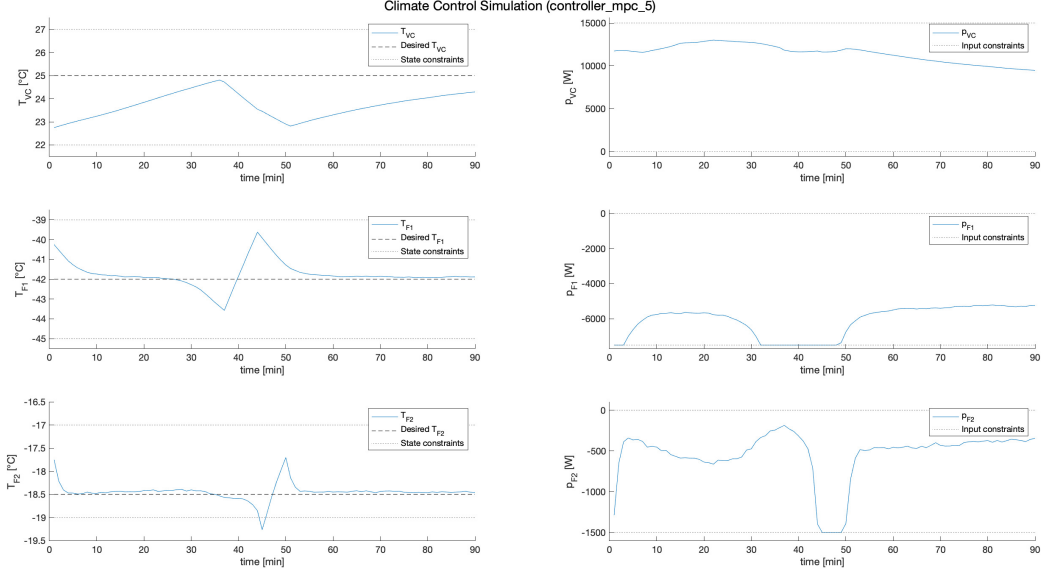 Climate Control Simulation (controller_mpc_5)
T_VC [°C]
27
25
24
23
22
T_VC
Desired T_VC
State constraints
0 10 20 30 40 50 60 70 80 90
time [min]
p_VC [W]
15000
10000
5000
0
p_VC
Input constraints
0 10 20 30 40 50 60 70 80 90
time [min]
T_F1 [°C]
-39
-40
-41
-42
-43
-44
-45
T_F1
Desired T_F1
State constraints
0 10 20 30 40 50 60 70 80 90
time [min]
p_F1 [W]
0
-2000
-4000
-6000
p_F1
Input constraints
0 10 20 30 40 50 60 70 80 90
time [min]
T_F2 [°C]
-16.5
-17
-17.5
-18
-18.5
-19
-19.5
T_F2
Desired T_F2
State constraints
0 10 20 30 40 50 60 70 80 90
time [min]
p_F2 [W]
0
-500
-1000
-1500
p_F2
Input constraints
0 10 20 30 40 50 60 70 80 90
time [min]